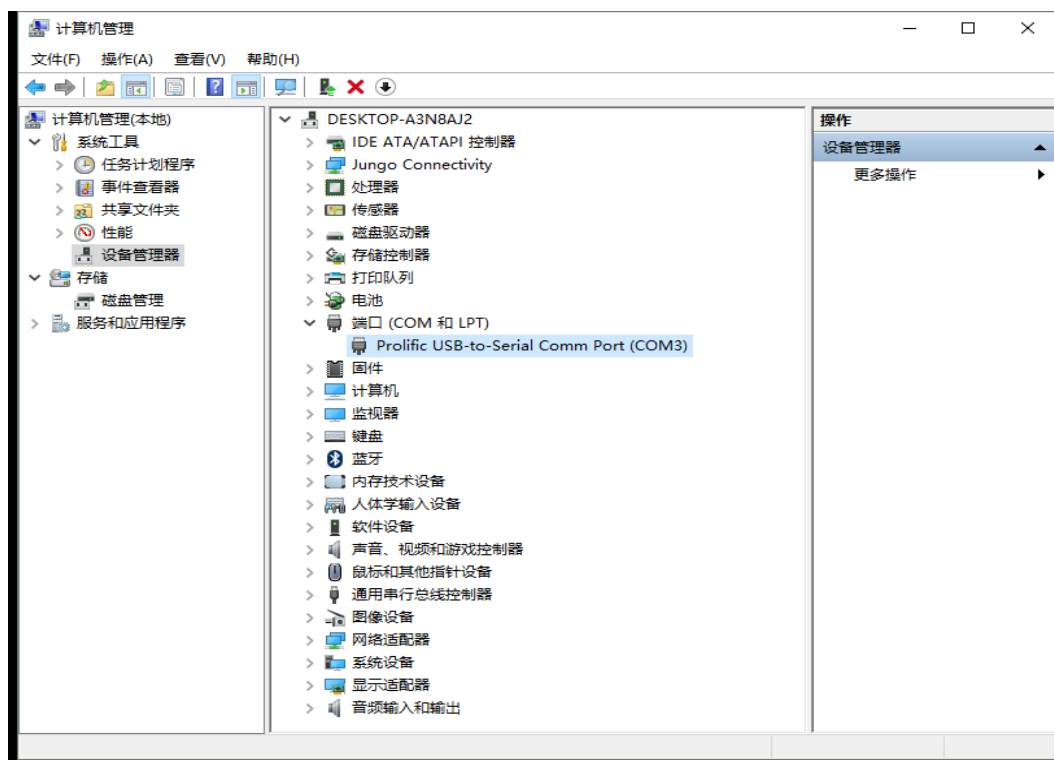 计算机管理
文件(F) 操作(A) 查看(V) 帮助(H)
计算机管理(本地)
系统工具
任务计划程序
事件查看器
共享文件夹
性能
设备管理器
存储
磁盘管理
服务和应用程序
DESKTOP-A3N8AJ2
IDE ATA/ATAPI 控制器
Jungo Connectivity
处理器
传感器
磁盘驱动器
存储控制器
打印队列
电池
端口 (COM 和 LPT)
Prolific USB-to-Serial Comm Port (COM3)
固件
计算机
监视器
键盘
蓝牙
内存技术设备
人体学输入设备
软件设备
声音、视频和游戏控制器
鼠标和其他指针设备
通用串行总线控制器
图像设备
网络适配器
系统设备
显示适配器
音频输入和输出
操作
设备管理器
更多操作